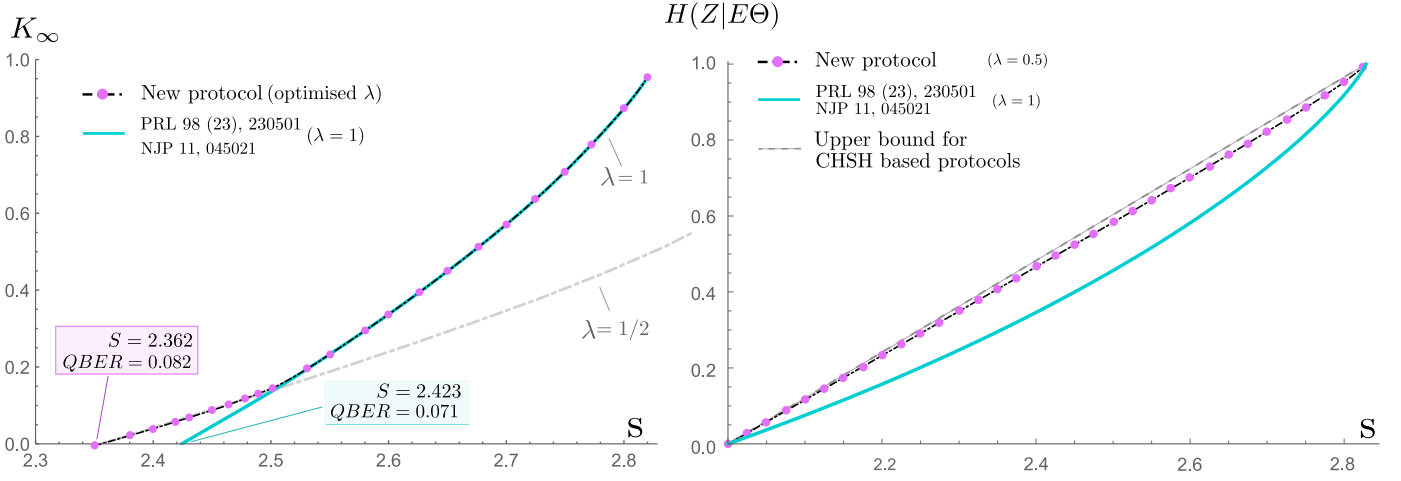 K∞
1.0
0.8
0.6
0.4
0.2
0.0
New protocol (optimised λ)
PRL 98 (23), 230501
NJP 11, 045021
(λ = 1)
λ = 1
λ = 1/2
S = 2.362
QBER = 0.082
S = 2.423
QBER = 0.071
S
2.3
2.4
2.5
2.6
2.7
2.8
H(Z|EΘ)
1.0
0.8
0.6
0.4
0.2
0.0
New protocol (λ = 0.5)
PRL 98 (23), 230501
NJP 11, 045021
(λ = 1)
Upper bound for
CHSH based protocols
S
2.2
2.4
2.6
2.8